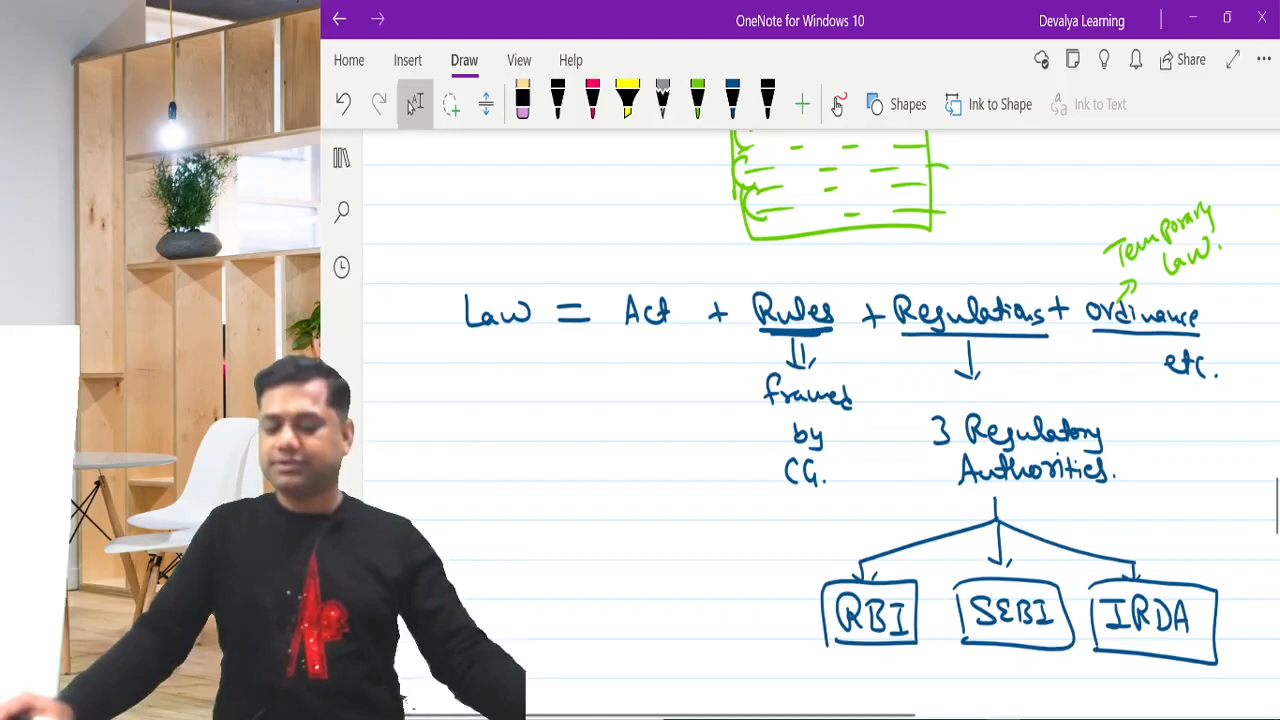 OneNote for Windows 10
Devalya Learning
Home Insert Draw View Help
Share
Shapes
Ink to Shape
Ink to Text
Temporary
Law.
Law = Act + Rules + Regulations + ordinance
etc.
framed
by
CG.
3 Regulatory
Authorities.
RBI SEBI IRDA